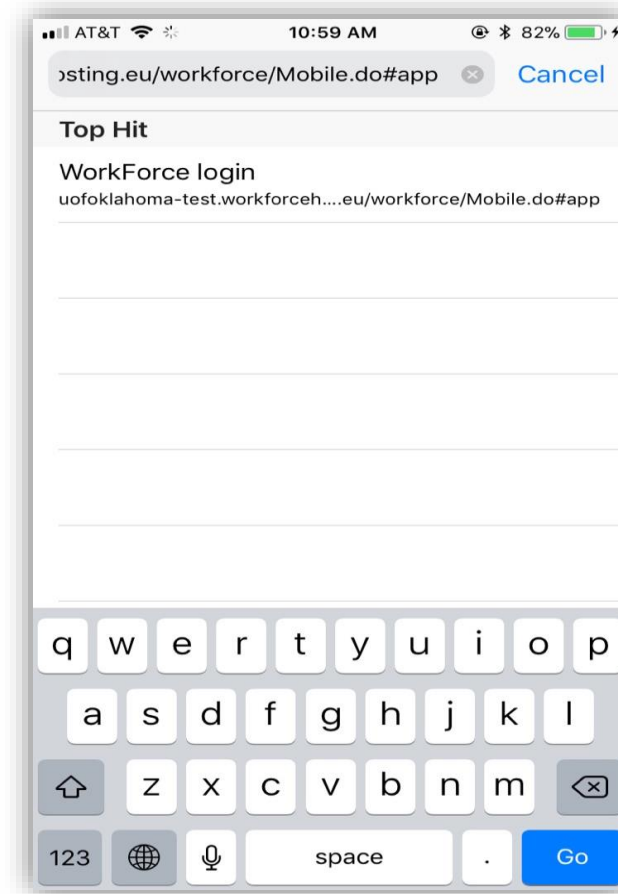 AT&T 10:59 AM 82%
osting.eu/workforce/Mobile.do#app Cancel
Top Hit
WorkForce login
uofoklahoma-test.workforceh....eu/workforce/Mobile.do#app
q w e r t y u i o p
a s d f g h j k l
z x c v b n m
123 space . Go